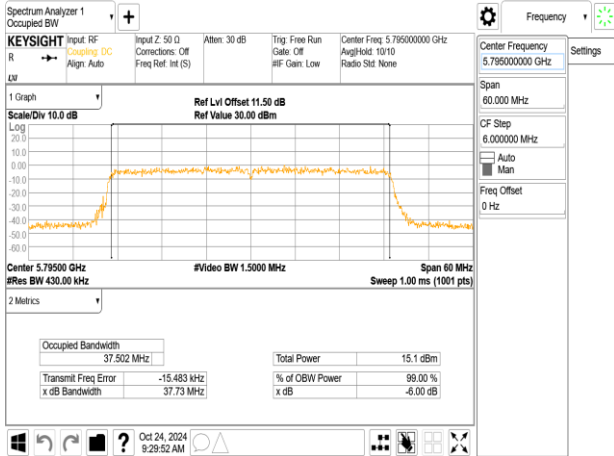 Spectrum Analyzer 1
Occupied BW
Frequency
KEYSIGHT
R
Input: RF
Coupling: DC
Align: Auto
Input Z: 50 Ω
Corrections: Off
Freq Ref: Int (S)
Atten: 30 dB
Trig: Free Run
Gate: Off
#IF Gain: Low
Center Freq: 5.795000000 GHz
Avg|Hold: 10/10
Radio Std: None
LXI
Center Frequency
5.795000000 GHz
Settings
Span
60.000 MHz
CF Step
6.000000 MHz
Auto
Man
Freq Offset
0 Hz
1 Graph
Ref Lvl Offset 11.50 dB
Scale/Div 10.0 dB
Ref Value 30.00 dBm
Log
20.0
10.0
0.00
-10.0
-20.0
-30.0
-40.0
-50.0
-60.0
Center 5.79500 GHz
#Video BW 1.5000 MHz
Span 60 MHz
#Res BW 430.00 kHz
Sweep 1.00 ms (1001 pts)
2 Metrics
Occupied Bandwidth
37.502 MHz
Total Power 15.1 dBm
Transmit Freq Error -15.483 kHz
% of OBW Power 99.00 %
x dB Bandwidth 37.73 MHz
x dB -6.00 dB
?
Oct 24, 2024
9:29:52 AM